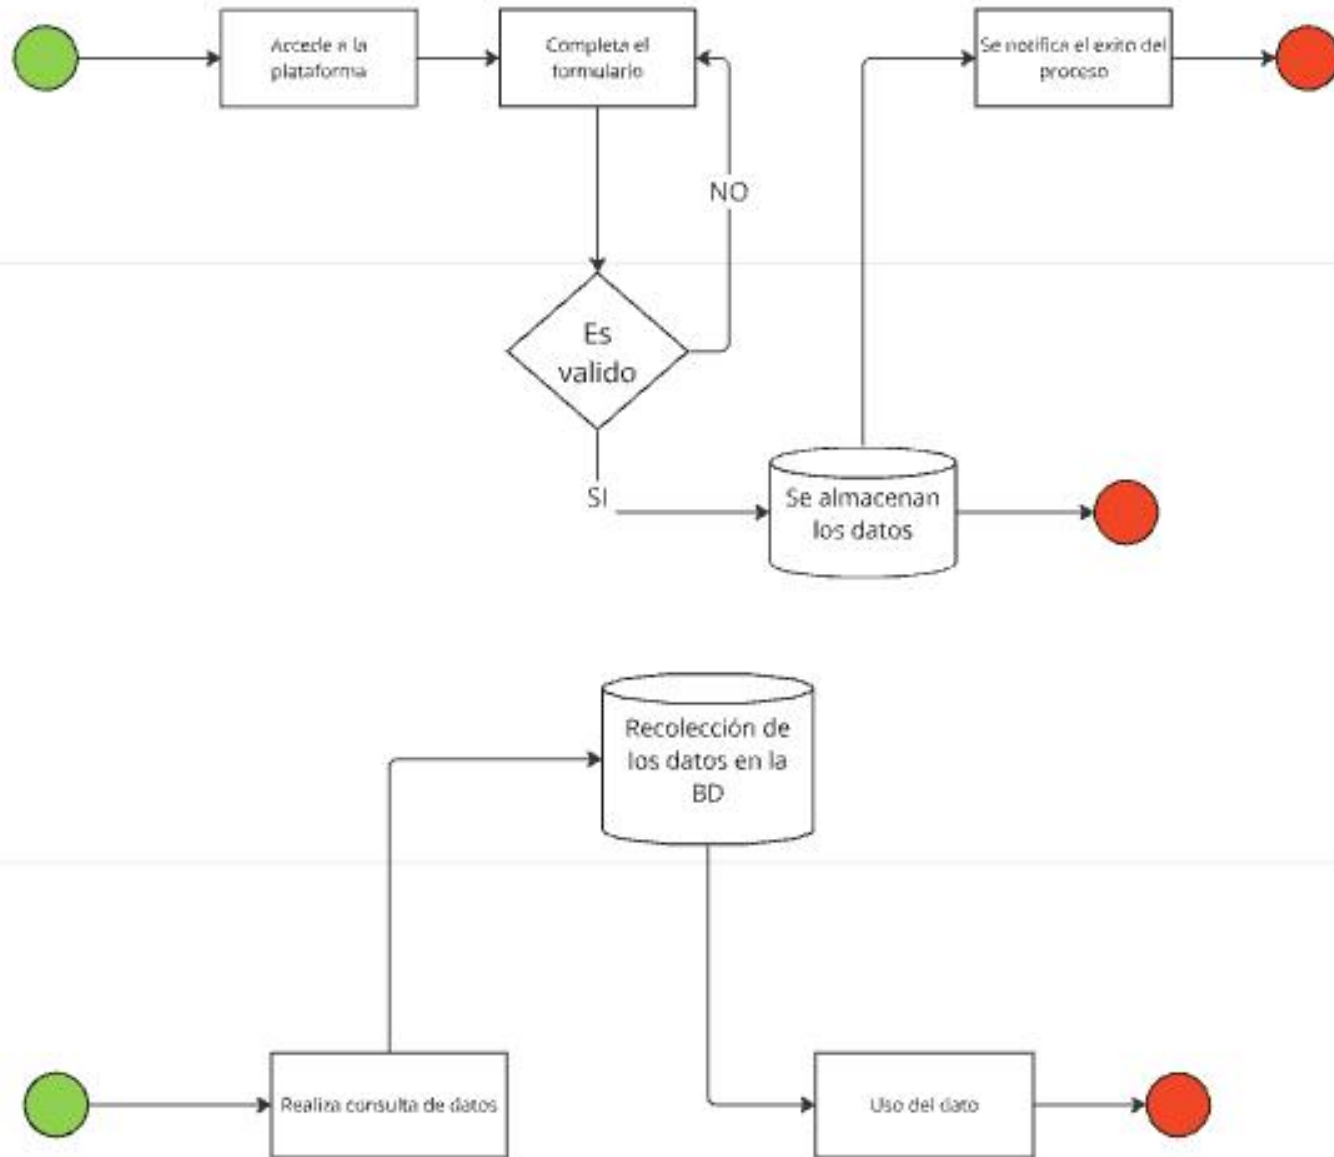 Accede a la
plataforma
Completa el
formulario
Se notifica el exito del
proceso
NO
Es
valido
SI
Se almacenan
los datos
Recolección de
los datos en la
BD
Realiza consulta de datos
Uso del dato